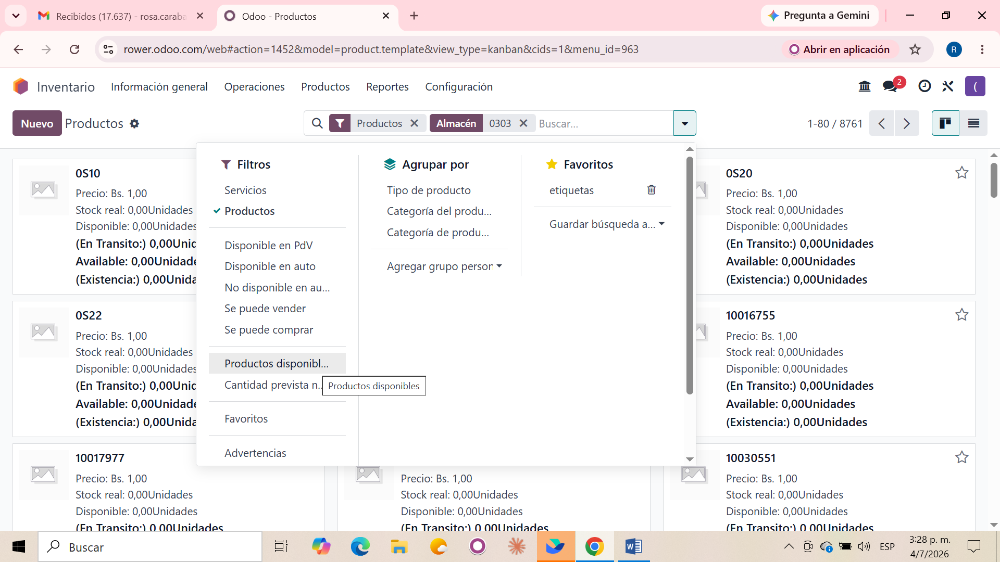 Recibidos (17.637) - rosa.caraba
Odoo - Productos
Pregunta a Gemini
rower.odoo.com/web#action=1452&model=product.template&view_type=kanban&cids=1&menu_id=963
Abrir en aplicación
R
Inventario
Información general
Operaciones
Productos
Reportes
Configuración
2
(
Nuevo
Productos
Productos
Almacén
0303
Buscar...
1-80 / 8761
Filtros
Servicios
Productos
Disponible en PdV
Disponible en auto
No disponible en au...
Se puede vender
Se puede comprar
Productos disponibl...
Cantidad prevista n...
Productos disponibles
Favoritos
Advertencias
Agrupar por
Tipo de producto
Categoría del produ...
Categoría de produ...
Agregar grupo person
Favoritos
etiquetas
Guardar búsqueda a...
0S10
Precio: Bs. 1,00
Stock real: 0,00Unidades
Disponible: 0,00Unidades
(En Transito:) 0,00Unid
Available: 0,00Unidade
(Existencia:) 0,00Unida
0S20
Precio: Bs. 1,00
Stock real: 0,00Unidades
Disponible: 0,00Unidades
(En Transito:) 0,00Unidades
Available: 0,00Unidades
(Existencia:) 0,00Unidades
0S22
Precio: Bs. 1,00
Stock real: 0,00Unidades
Disponible: 0,00Unidades
(En Transito:) 0,00Unid
Available: 0,00Unidade
(Existencia:) 0,00Unida
10016755
Precio: Bs. 1,00
Stock real: 0,00Unidades
Disponible: 0,00Unidades
(En Transito:) 0,00Unidades
Available: 0,00Unidades
(Existencia:) 0,00Unidades
10017977
Precio: Bs. 1,00
Stock real: 0,00Unidades
Disponible: 0,00Unidades
(En Transito:) 0,00Unidades
Precio: Bs. 1,00
Stock real: 0,00Unidades
Disponible: 0,00Unidades
(En Transito:) 0,00Unidades
10030551
Precio: Bs. 1,00
Stock real: 0,00Unidades
Disponible: 0,00Unidades
(En Transito:) 0,00Unidades
Buscar
ESP
3:28 p. m.
4/7/2026